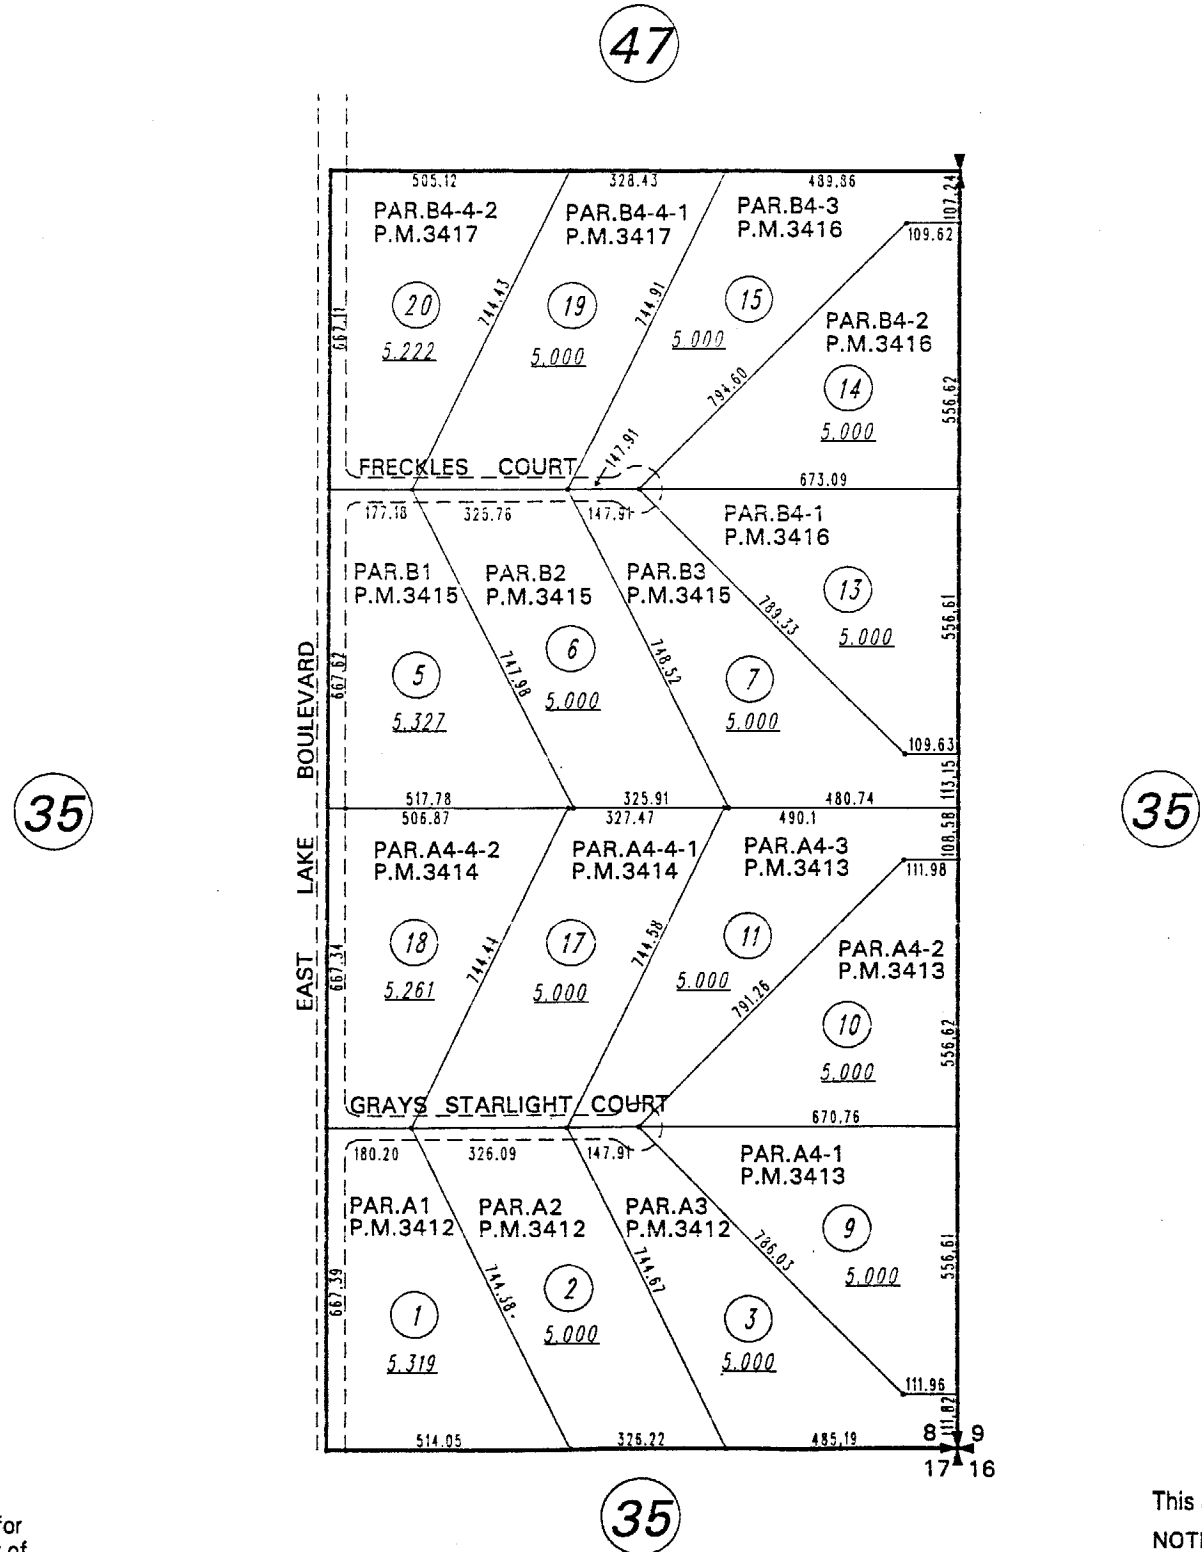 47
505.12
328.43
489.86
107.24
PAR.B4-4-2
P.M.3417
PAR.B4-4-1
P.M.3417
PAR.B4-3
P.M.3416
109.62
20
5.222
744.43
19
5.000
744.91
15
5.000
667.11
PAR.B4-2
P.M.3416
14
5.000
794.60
556.62
147.91
FRECKLES COURT
673.09
177.18
325.76
147.91
PAR.B4-1
P.M.3416
PAR.B1
P.M.3415
PAR.B2
P.M.3415
PAR.B3
P.M.3415
13
5.000
789.33
556.61
667.62
5
5.327
747.98
6
5.000
748.52
7
5.000
109.63
113.15
EAST LAKE BOULEVARD
35
35
517.78
325.91
480.74
506.87
327.47
490.1
108.58
PAR.A4-4-2
P.M.3414
PAR.A4-4-1
P.M.3414
PAR.A4-3
P.M.3413
111.98
18
5.261
744.44
17
5.000
744.58
11
5.000
667.34
PAR.A4-2
P.M.3413
10
5.000
791.26
556.62
GRAYS STARLIGHT COURT
670.76
180.20
326.09
147.91
PAR.A4-1
P.M.3413
PAR.A1
P.M.3412
PAR.A2
P.M.3412
PAR.A3
P.M.3412
9
5.000
786.03
556.61
667.39
1
5.319
744.38
2
5.000
744.67
3
5.000
111.96
111.82
514.05
326.22
485.19
8 9
17 16
35
This
for
of